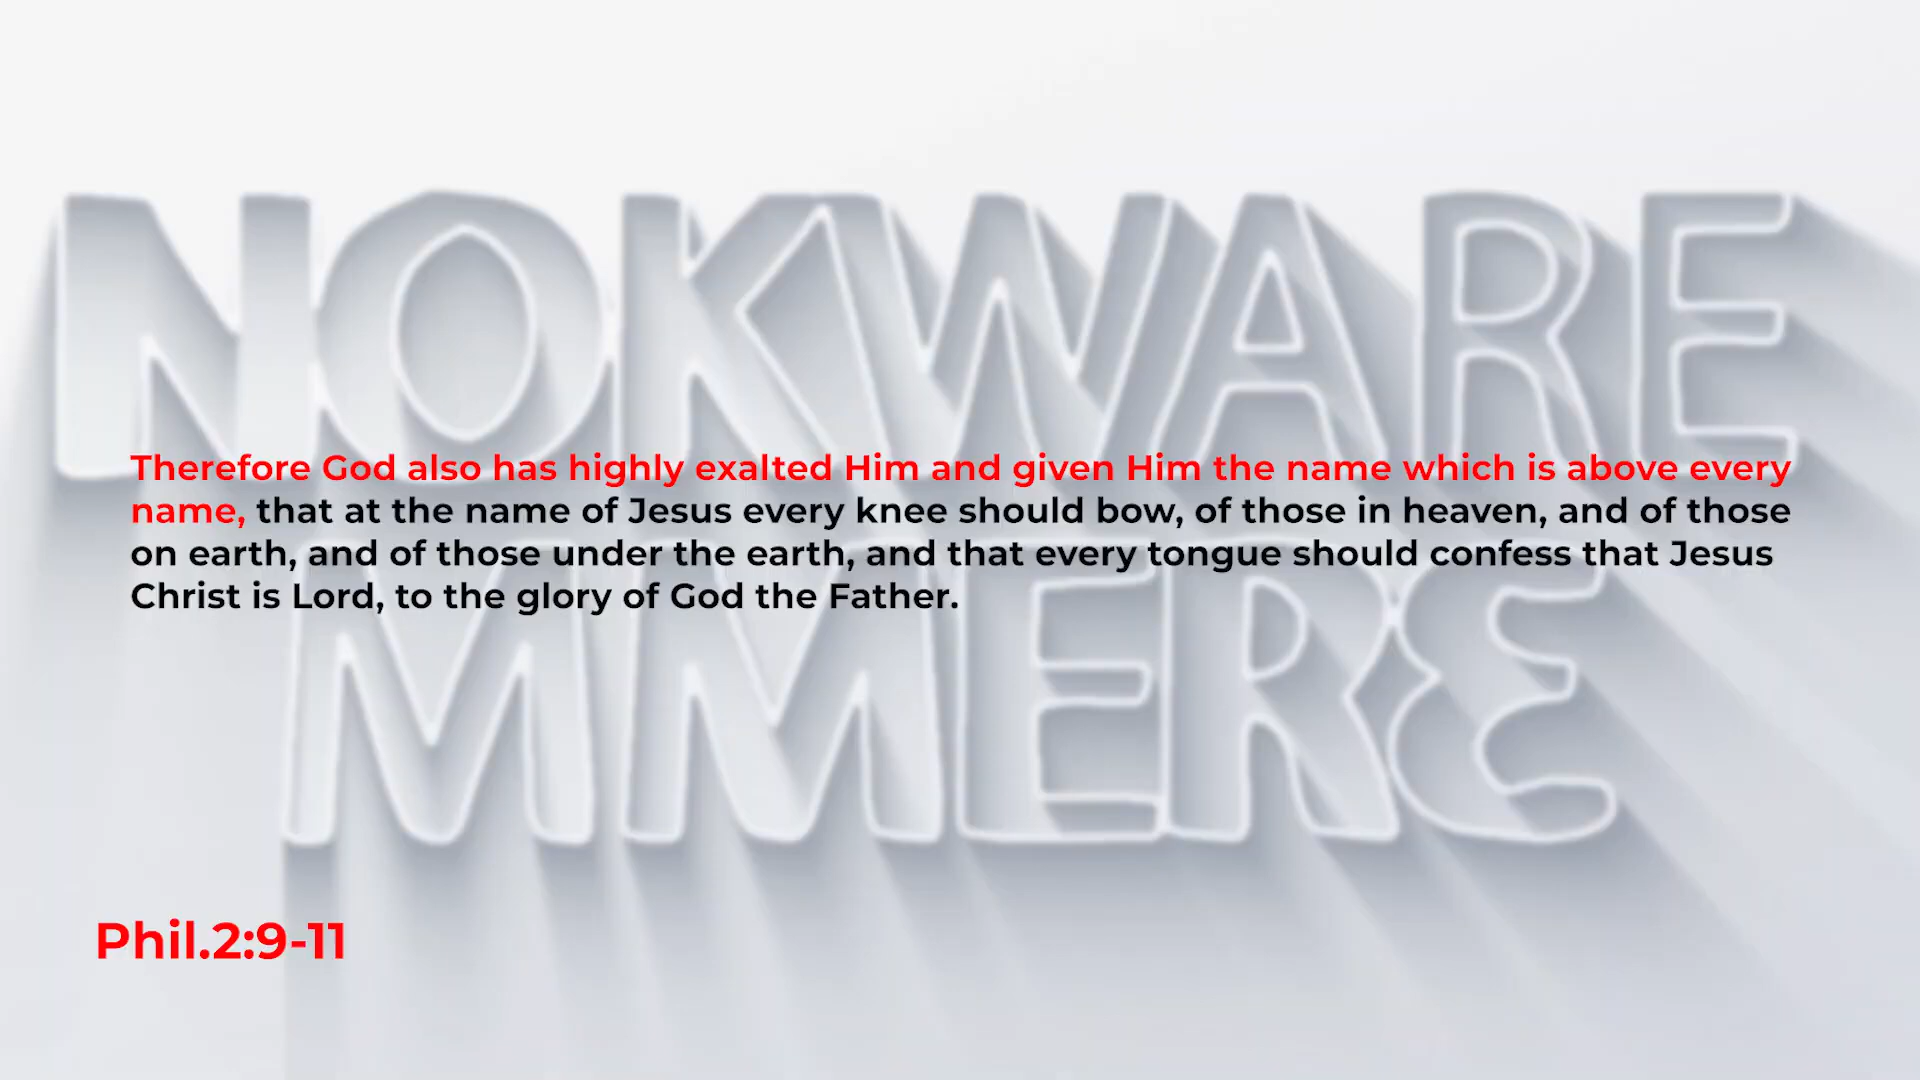 NOKWARE
Therefore God also has highly exalted Him and given Him the name which is above every
name, that at the name of Jesus every knee should bow, of those in heaven, and of those
on earth, and of those under the earth, and that every tongue should confess that Jesus
Christ is Lord, to the glory of God the Father.
MMERƐ
Phil.2:9-11